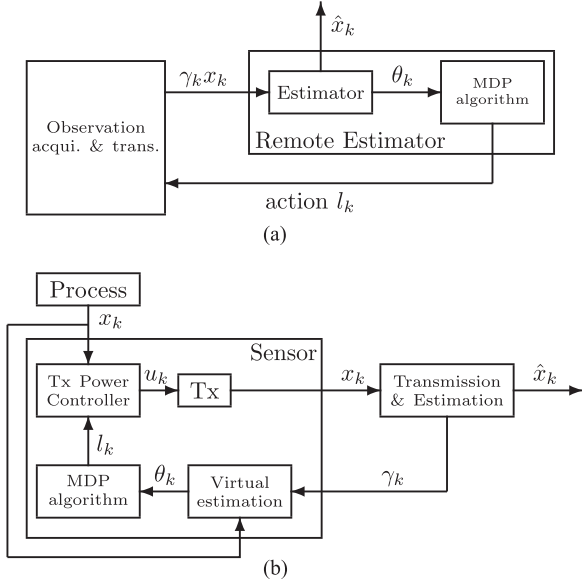 x̂ₖ
γₖxₖ
Estimator
θₖ
MDP
algorithm
Observation
acqui. & trans.
Remote Estimator
action lₖ
(a)
Process
xₖ
Sensor
Tx Power
Controller
uₖ
Tx
xₖ
Transmission
& Estimation
x̂ₖ
lₖ
MDP
algorithm
θₖ
Virtual
estimation
γₖ
(b)